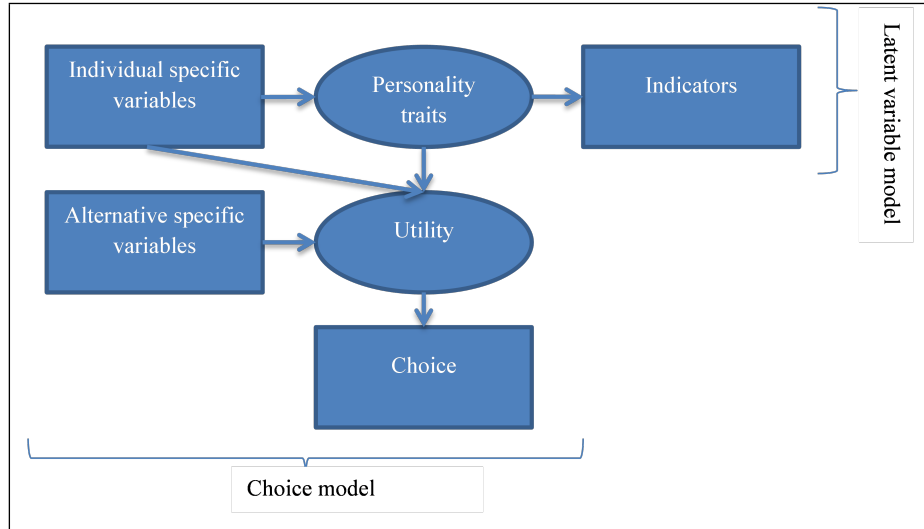 Individual specific
variables
Personality
traits
Indicators
Latent variable model
Alternative specific
variables
Utility
Choice
Choice model